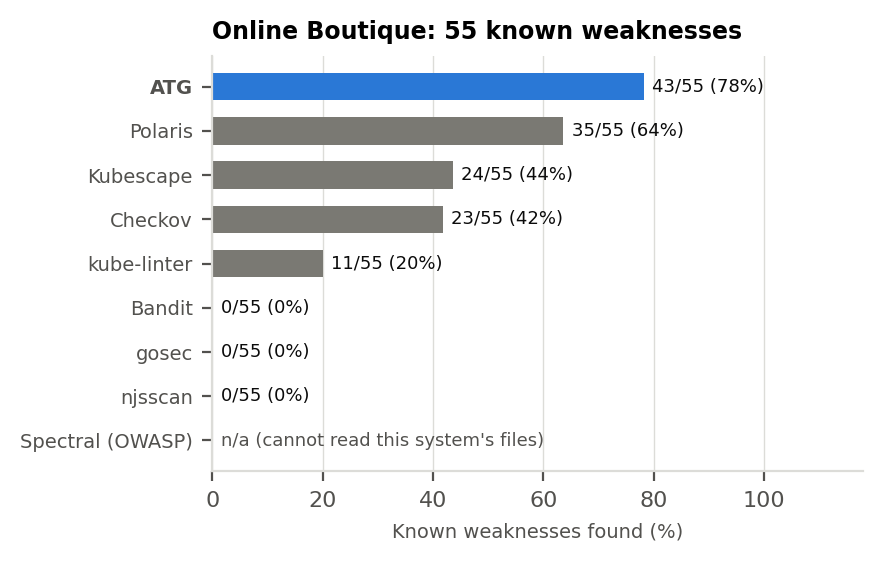 Online Boutique: 55 known weaknesses
ATG 43/55 (78%)
Polaris 35/55 (64%)
Kubescape 24/55 (44%)
Checkov 23/55 (42%)
kube-linter 11/55 (20%)
Bandit 0/55 (0%)
gosec 0/55 (0%)
njsscan 0/55 (0%)
Spectral (OWASP) n/a (cannot read this system's files)
0 20 40 60 80 100
Known weaknesses found (%)